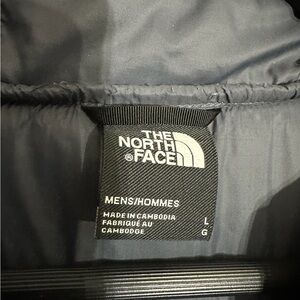 THE
NORTH
®FACE
MENS/HOMMES
MADE IN CAMBODIA
FABRIQUÉ AU
CAMBODGE
L
G